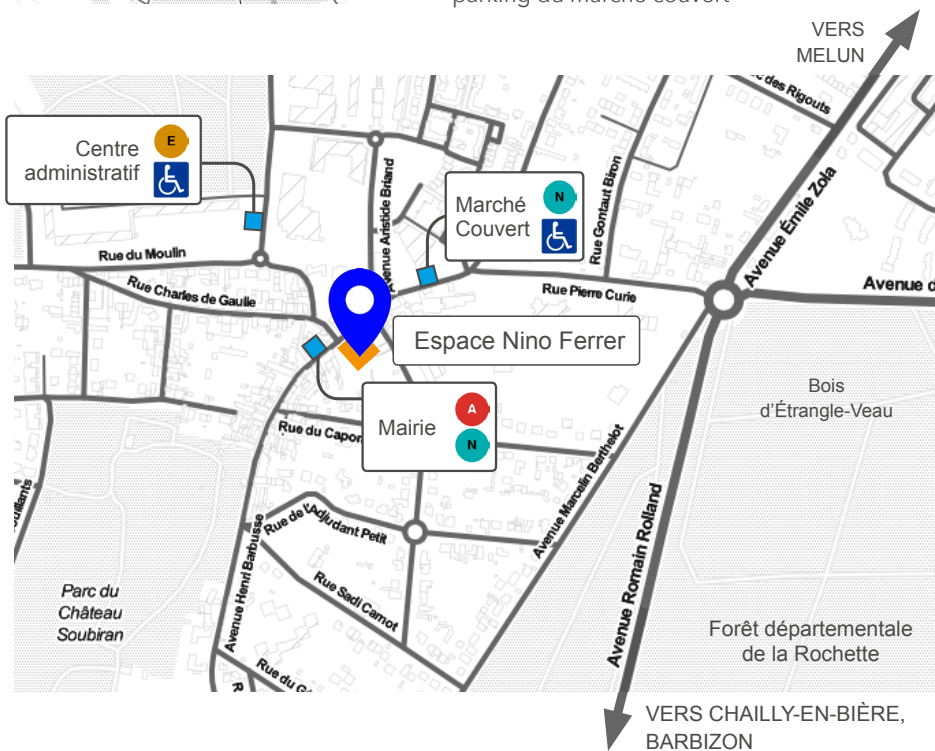 parking du marché couvert
VERS
MELUN
Rigouts
Centre
administratif
E
Marché
Couvert
N
Rue Gontaut Biron
Avenue Émile Zola
Avenue Aristide Briand
Rue du Moulin
Rue Charles de Gaulle
Rue Pierre Curie
Avenue d
Espace Nino Ferrer
Bois
d'Étrangle-Veau
Mairie
A
N
Rue du Capon
Avenue Marcelin Berthelot
Rue de l'Adjudant Petit
Avenue Henri Barbusse
Avenue Romain Rolland
Rue Sadi Carnot
Parc du
Château
Soubiran
Forêt départementale
de la Rochette
Rue du G
VERS CHAILLY-EN-BIÈRE,
BARBIZON